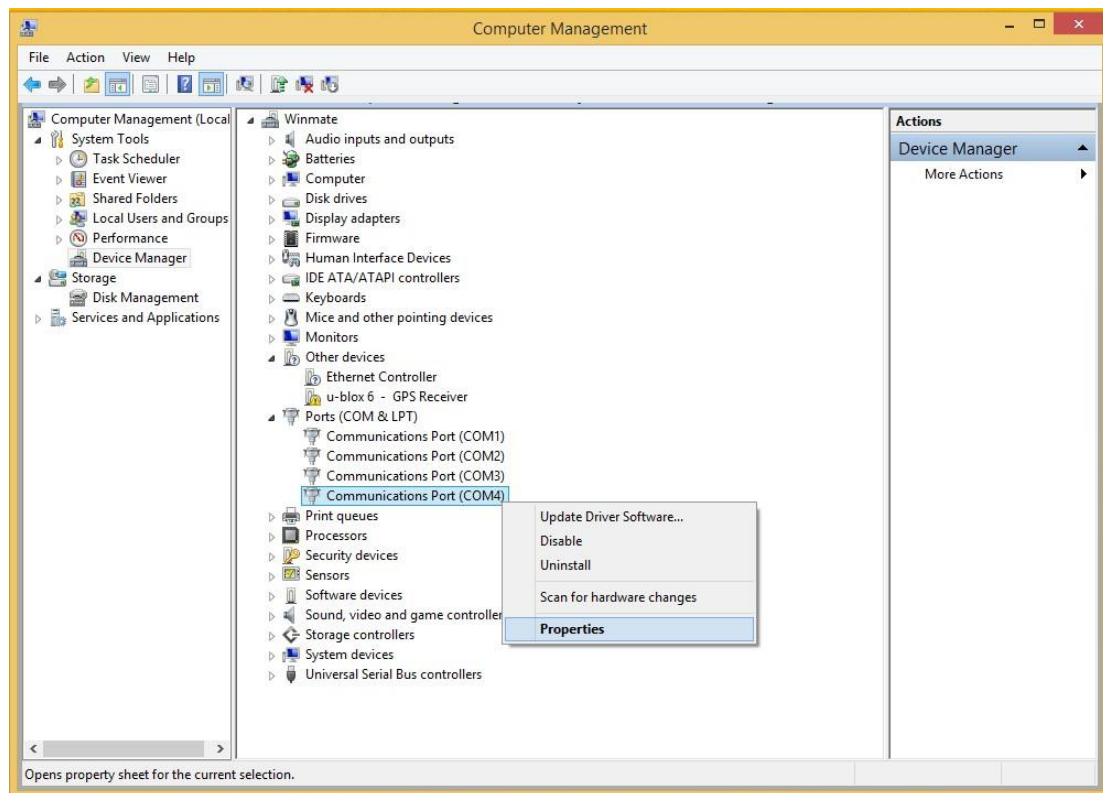 Computer Management
File Action View Help
Computer Management (Local
System Tools
Task Scheduler
Event Viewer
Shared Folders
Local Users and Groups
Performance
Device Manager
Storage
Disk Management
Services and Applications
Winmate
Audio inputs and outputs
Batteries
Computer
Disk drives
Display adapters
Firmware
Human Interface Devices
IDE ATA/ATAPI controllers
Keyboards
Mice and other pointing devices
Monitors
Other devices
Ethernet Controller
u-blox 6 - GPS Receiver
Ports (COM & LPT)
Communications Port (COM1)
Communications Port (COM2)
Communications Port (COM3)
Communications Port (COM4)
Print queues
Processors
Security devices
Sensors
Software devices
Sound, video and game controller
Storage controllers
System devices
Universal Serial Bus controllers
Update Driver Software...
Disable
Uninstall
Scan for hardware changes
Properties
Actions
Device Manager
More Actions
Opens property sheet for the current selection.